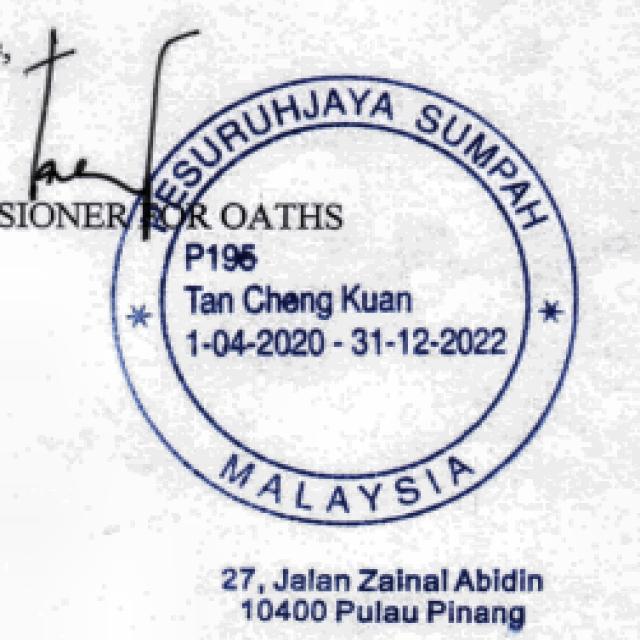 PESURUHJAYA SUMPAH
SIONER FOR OATHS
P195
Tan Cheng Kuan
1-04-2020 - 31-12-2022
MALAYSIA
27, Jalan Zainal Abidin
10400 Pulau Pinang